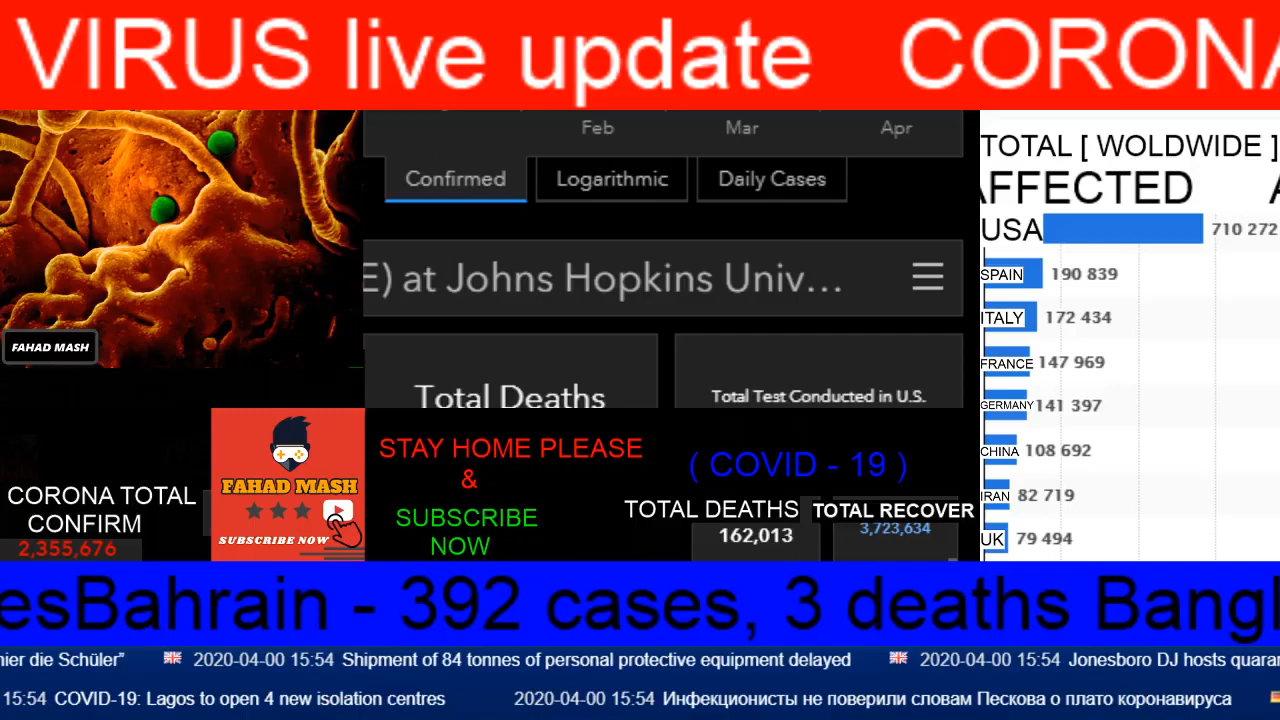 VIRUS live update CORONA
Feb Mar Apr
Confirmed Logarithmic Daily Cases
E) at Johns Hopkins Univ…
Total Deaths
Total Test Conducted in U.S.
FAHAD MASH
TOTAL [ WOLDWIDE ]
AFFECTED
USA 710 272
SPAIN 190 839
ITALY 172 434
FRANCE 147 969
GERMANY 141 397
CHINA 108 692
IRAN 82 719
UK 79 494
CORONA TOTAL
CONFIRM
2,355,676
FAHAD MASH
SUBSCRIBE NOW
STAY HOME PLEASE
&
SUBSCRIBE
NOW
( COVID - 19 )
TOTAL DEATHS
162,013
TOTAL RECOVER
3,723,634
esBahrain - 392 cases, 3 deaths Bangl
nier die Schüler” 2020-04-00 15:54 Shipment of 84 tonnes of personal protective equipment delayed 2020-04-00 15:54 Jonesboro DJ hosts quaran
15:54 COVID-19: Lagos to open 4 new isolation centres 2020-04-00 15:54 Инфекционисты не поверили словам Пескова о плато коронавируса